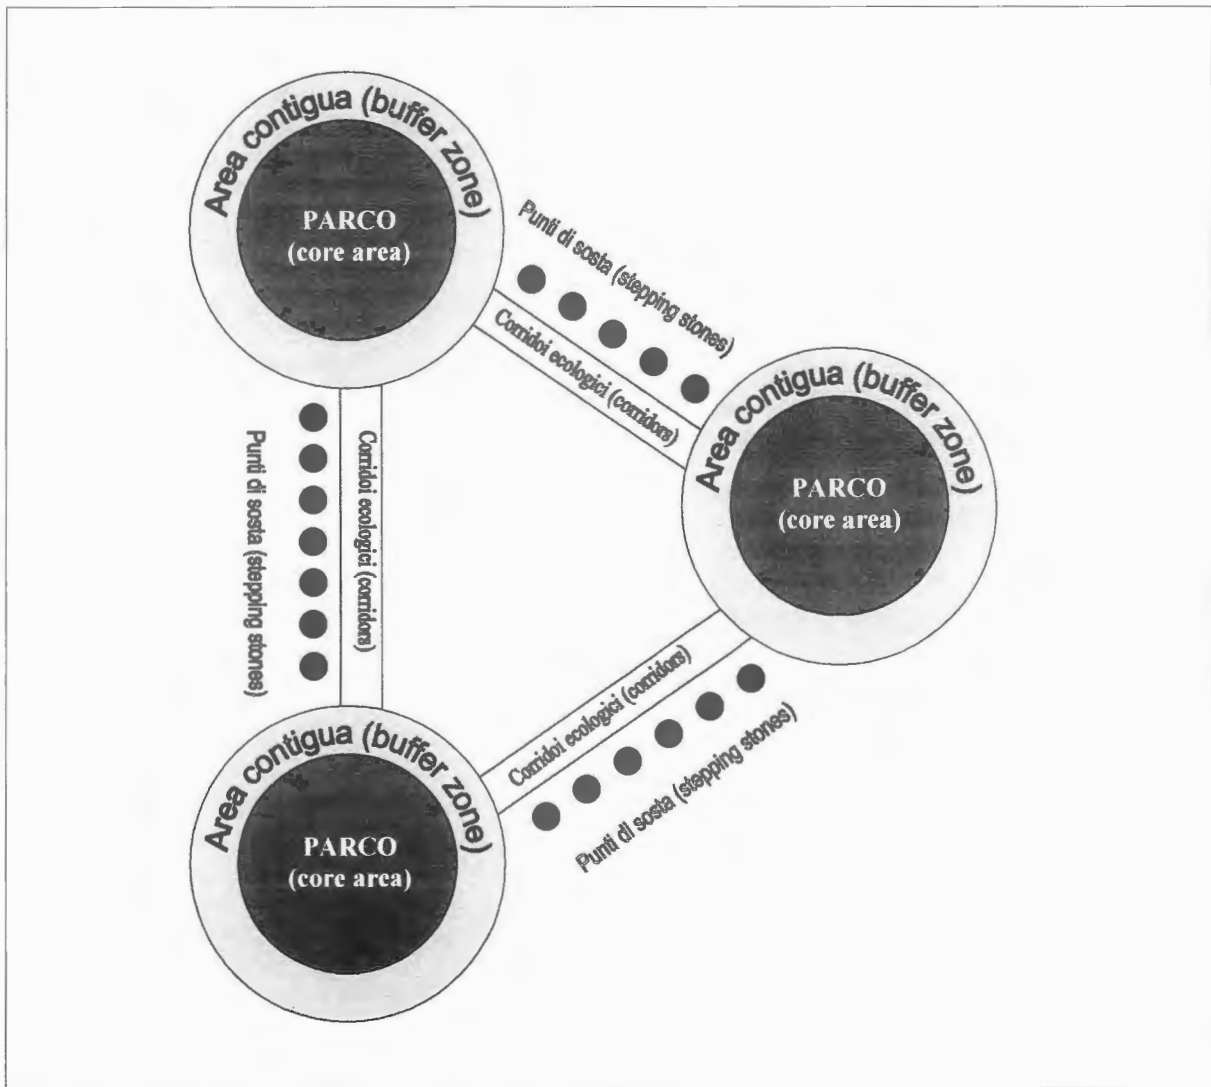 Area contigua (buffer zone)
PARCO
(core area)
Punti di sosta (stepping stones)
Corridoi ecologici (corridors)
Area contigua (buffer zone)
PARCO
(core area)
Punti di sosta (stepping stones)
Corridoi ecologici (corridors)
Corridoi ecologici (corridors)
Punti di sosta (stepping stones)
Area contigua (buffer zone)
PARCO
(core area)